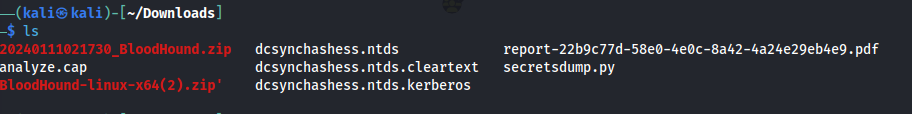 —(kali㉿kali)-[~/Downloads]
–$ ls
20240111021730_BloodHound.zip dcsynchashess.ntds report-22b9c77d-58e0-4e0c-8a42-4a24e29eb4e9.pdf
analyze.cap dcsynchashess.ntds.cleartext secretsdump.py
BloodHound-linux-x64(2).zip' dcsynchashess.ntds.kerberos